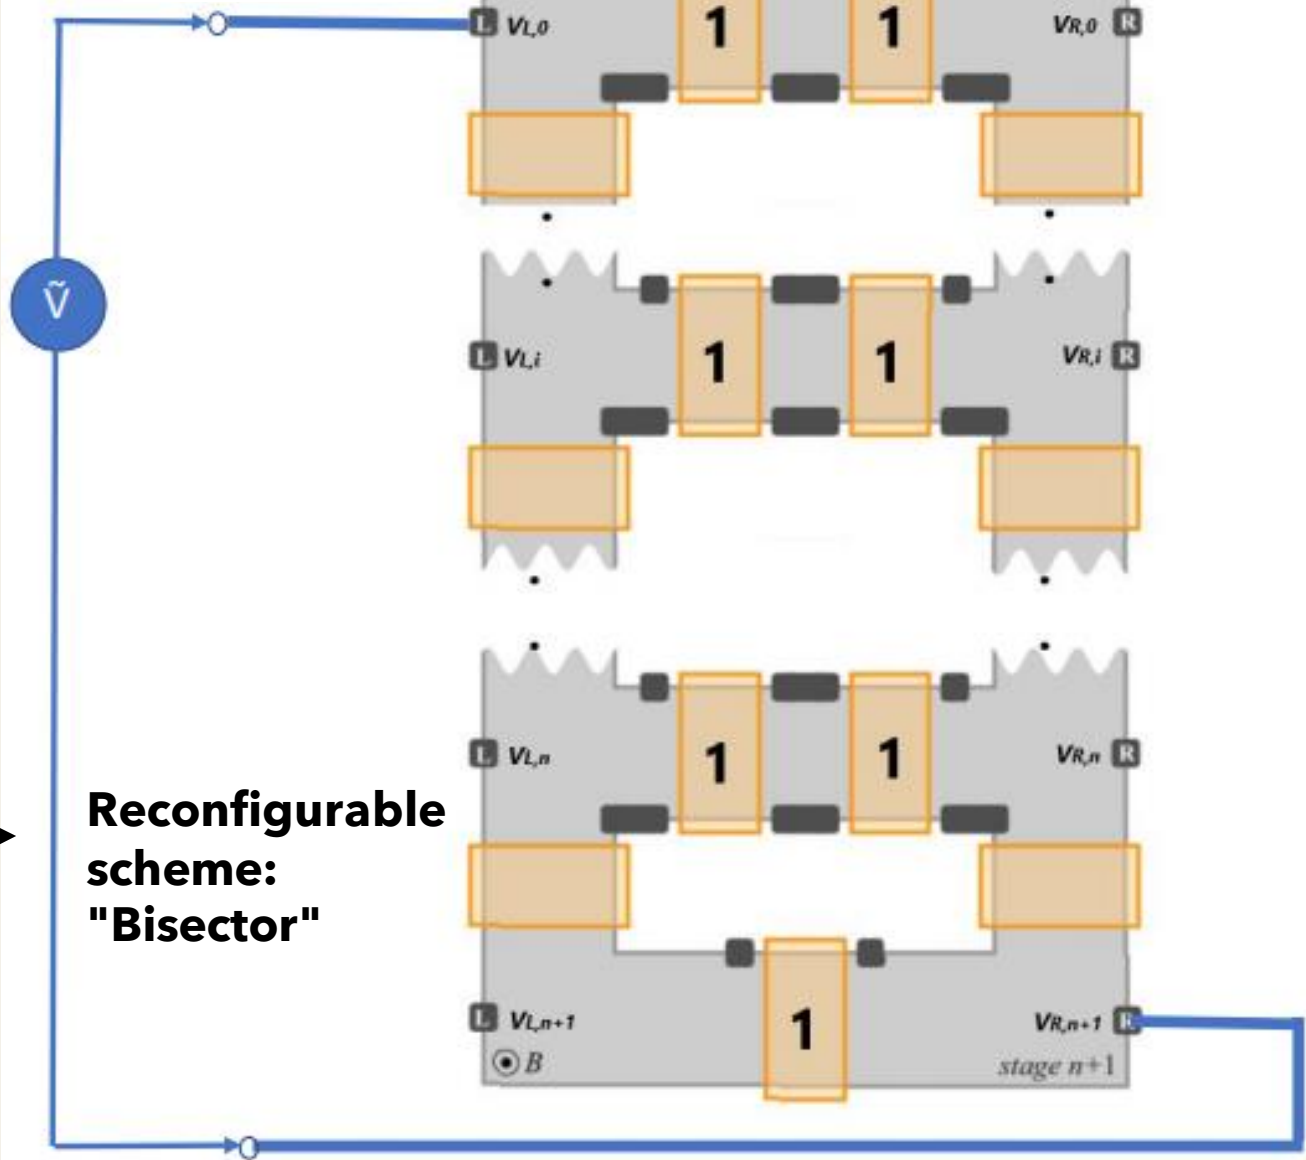 L VL,0 1 1 VR,0 R
Ṽ
L VL,i 1 1 VR,i R
L VL,n 1 1 VR,n R
Reconfigurable
scheme:
"Bisector"
L VL,n+1 1 VR,n+1 R
B stage n+1